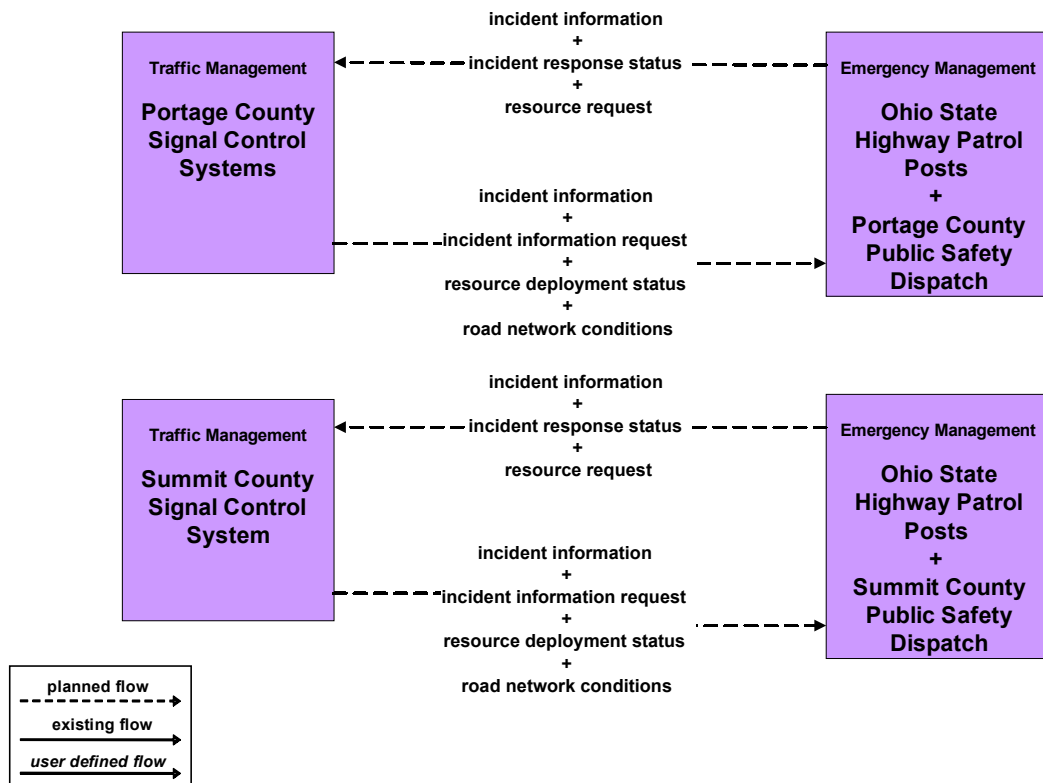 Traffic Management
Portage County
Signal Control
Systems
incident information
+
incident response status
+
resource request
incident information
+
incident information request
+
resource deployment status
+
road network conditions
Emergency Management
Ohio State
Highway Patrol
Posts
+
Portage County
Public Safety
Dispatch
Traffic Management
Summit County
Signal Control
System
incident information
+
incident response status
+
resource request
incident information
+
incident information request
+
resource deployment status
+
road network conditions
Emergency Management
Ohio State
Highway Patrol
Posts
+
Summit County
Public Safety
Dispatch
planned flow
existing flow
user defined flow